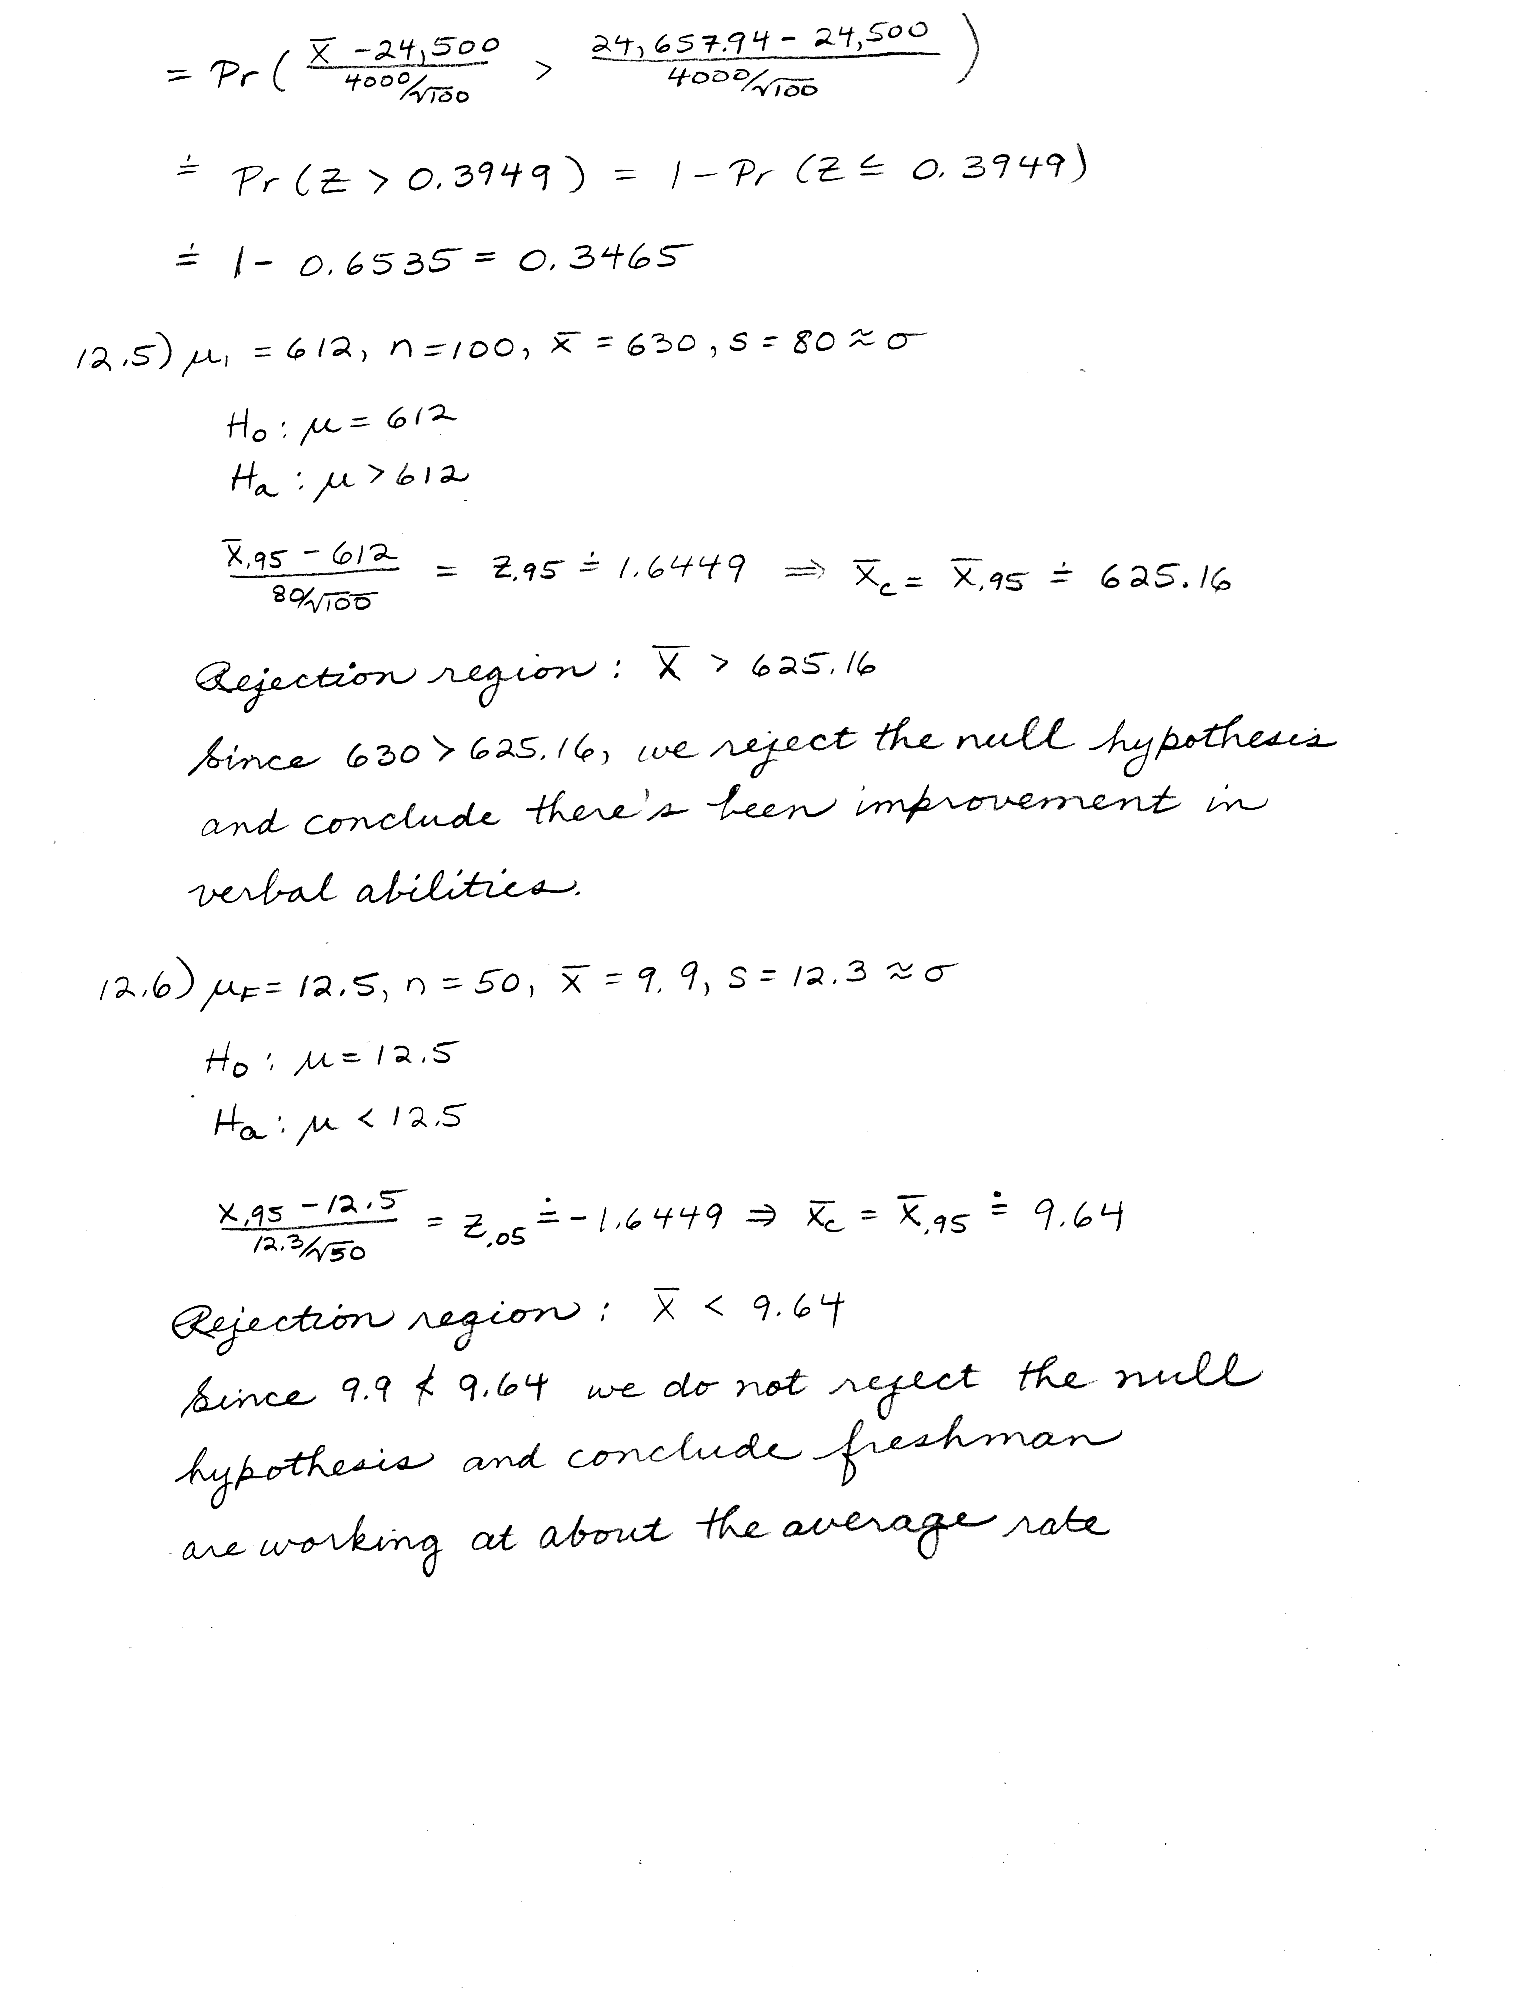 = Pr ( (X̄ - 24,500)/(4000/√100) > (24,657.94 - 24,500)/(4000/√100) )
≐ Pr (Z > 0.3949) = 1 - Pr (Z ≤ 0.3949)
≐ 1 - 0.6535 = 0.3465
12.5) μ₁ = 612, n=100, x̄ = 630, s = 80 ≈ σ
H₀: μ = 612
Hₐ: μ > 612
(X̄.95 - 612)/(80/√100) = Z.95 ≐ 1.6449 ⇒ X̄c = X̄.95 ≐ 625.16
Rejection region: X̄ > 625.16
Since 630 > 625.16, we reject the null hypothesis
and conclude there's been improvement in
verbal abilities.
12.6) μF = 12.5, n = 50, x̄ = 9.9, s = 12.3 ≈ σ
H₀: μ = 12.5
Hₐ: μ < 12.5
(X.95 - 12.5)/(12.3/√50) = Z.05 ≐ -1.6449 ⇒ X̄c = X̄.95 ≐ 9.64
Rejection region: X̄ < 9.64
Since 9.9 ≮ 9.64 we do not reject the null
hypothesis and conclude freshman
are working at about the average rate